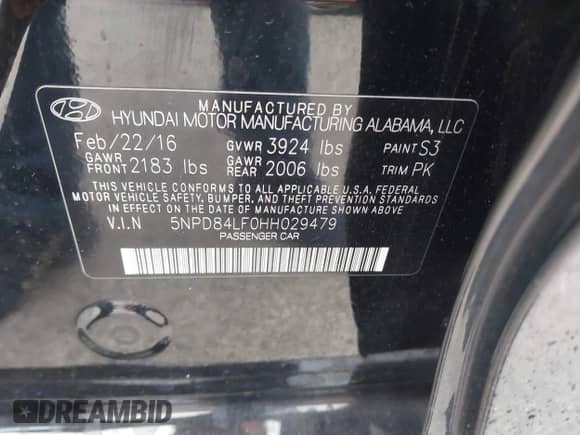 MANUFACTURED BY
HYUNDAI MOTOR MANUFACTURING ALABAMA, LLC
Feb/22/16 GVWR 3924 lbs PAINT S3
GAWR FRONT 2183 lbs GAWR REAR 2006 lbs TRIM PK
THIS VEHICLE CONFORMS TO ALL APPLICABLE U.S.A. FEDERAL
MOTOR VEHICLE SAFETY, BUMPER, AND THEFT PREVENTION STANDARDS
IN EFFECT ON THE DATE OF MANUFACTURE SHOWN ABOVE.
V.I.N 5NPD84LF0HH029479
PASSENGER CAR
DREAMBID